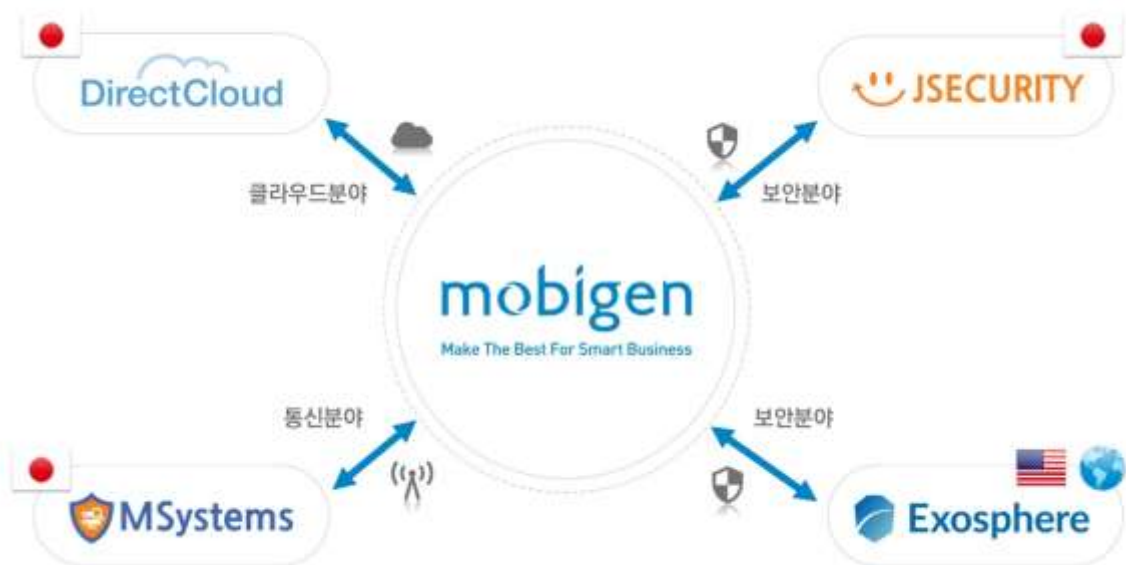 DirectCloud
JSECURITY
클라우드분야
보안분야
mobigen
Make The Best For Smart Business
통신분야
보안분야
MSystems
Exosphere